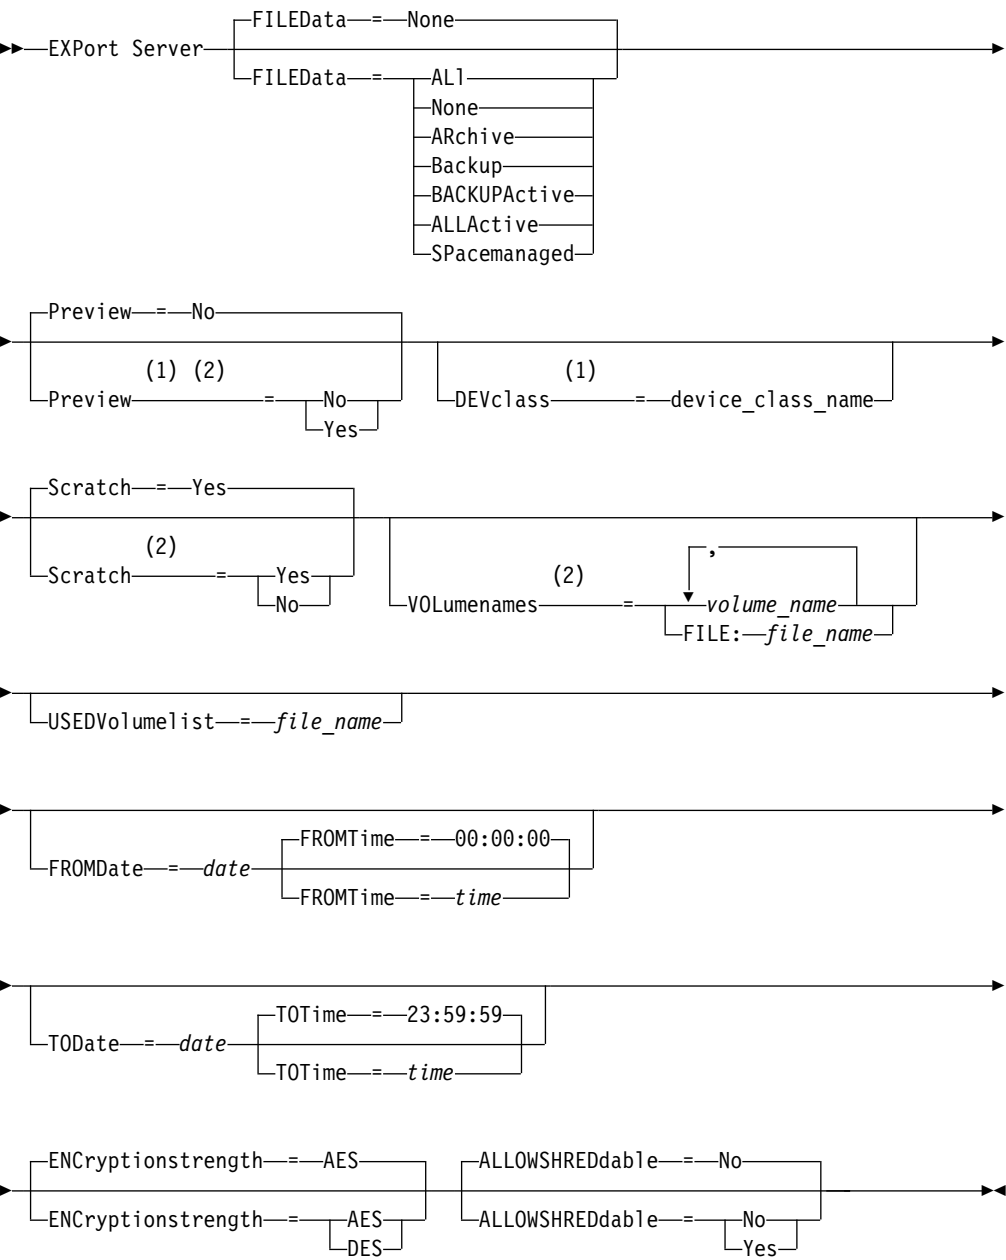 FILEData = None
EXPort Server
FILEData = ALl
None
ARchive
Backup
BACKUPActive
ALLActive
SPacemanaged
Preview = No
(1) (2) (1)
Preview = No DEVclass = device_class_name
Yes
Scratch = Yes
(2) ,
Scratch = Yes (2) volume_name
No VOLumenames =
FILE: file_name
USEDVolumelist = file_name
FROMTime = 00:00:00
FROMDate = date
FROMTime = time
TOTime = 23:59:59
TODate = date
TOTime = time
ENCryptionstrength = AES ALLOWSHREDdable = No
ENCryptionstrength = AES ALLOWSHREDdable = No
DES Yes